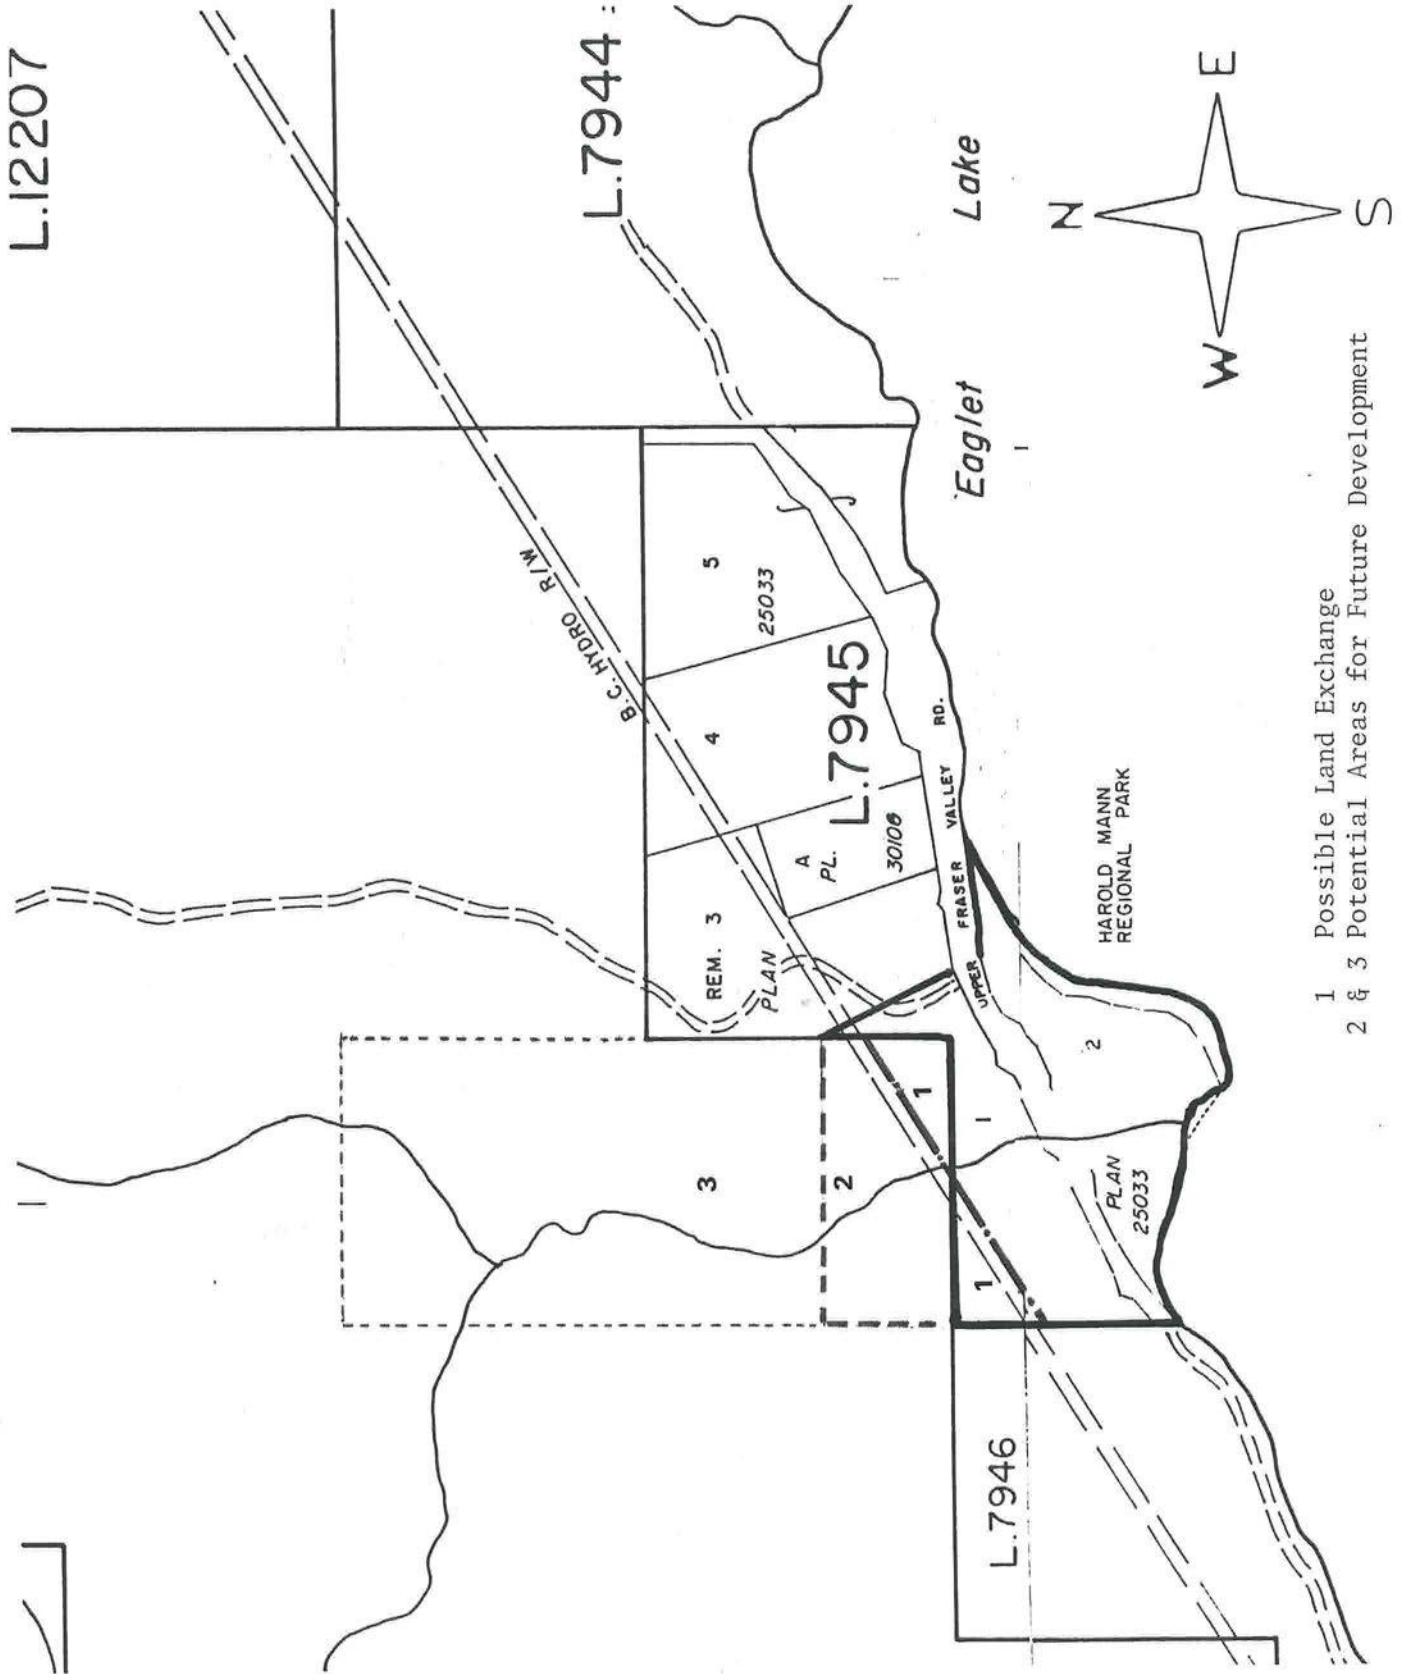 L.12207
L.7944
B.C. HYDRO R/W
5
25033
4
L.7945
REM. 3
PLAN
A
PL.
30106
UPPER FRASER VALLEY RD.
Eaglet Lake
3
2
1
1
1
2
PLAN
25033
HAROLD MANN
REGIONAL PARK
L.7946
N
E
S
W
1 Possible Land Exchange
2 & 3 Potential Areas for Future Development